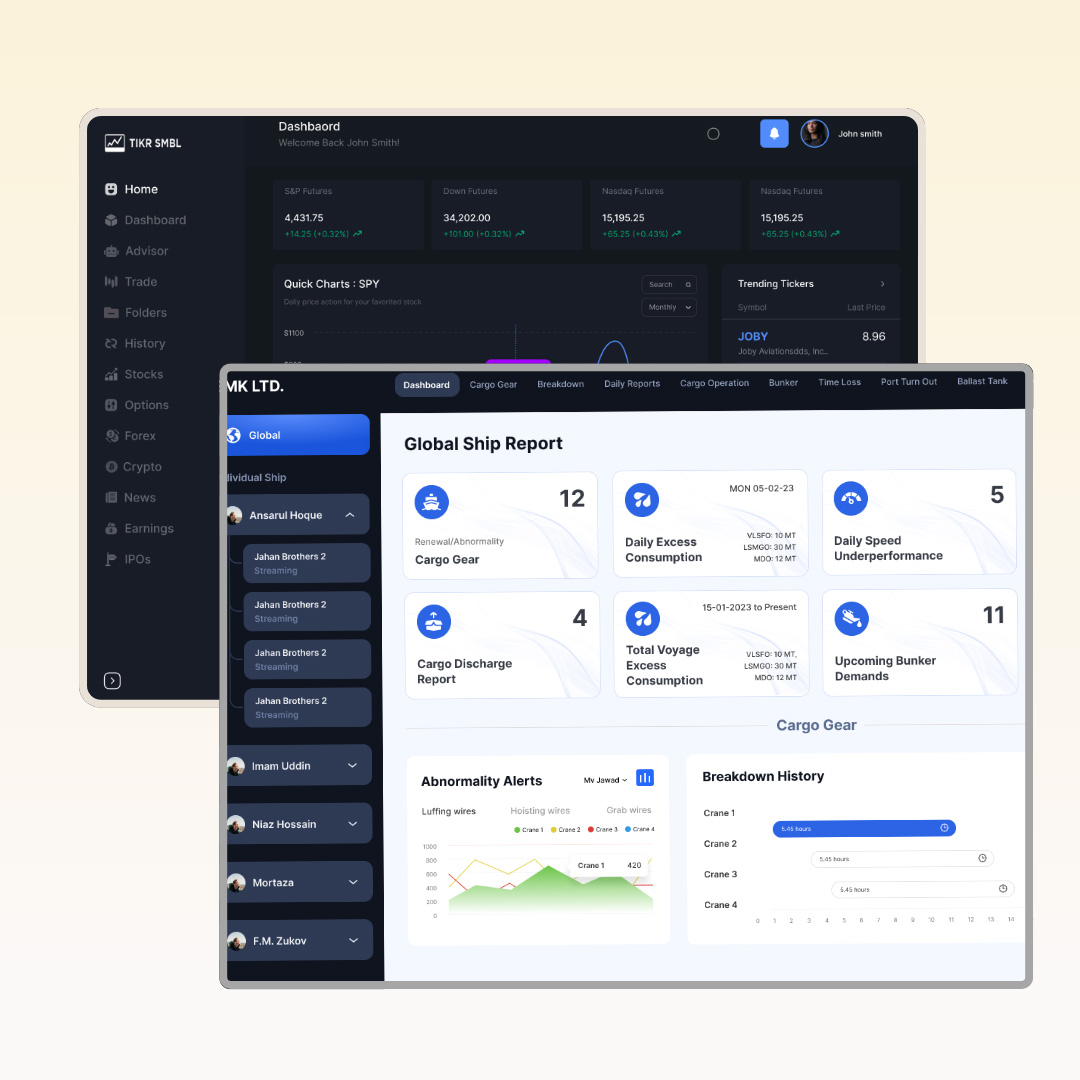 TIKR SMBL
Dashbaord
Welcome Back John Smith!
John smith
Home
Dashboard
Advisor
Trade
Folders
History
Stocks
Options
Forex
Crypto
News
Earnings
IPOs
S&P Futures
4,431.75
+14.25 (+0.32%)
Down Futures
34,202.00
+101.00 (+0.32%)
Nasdaq Futures
15,195.25
+65.25 (+0.43%)
Nasdaq Futures
15,195.25
+65.25 (+0.43%)
Quick Charts : SPY
Daily price action for your favorited stock
Search
Monthly
$1100
Trending Tickers
Symbol Last Price
JOBY 8.96
Joby Aviationsdds, Inc..
MK LTD.
Dashboard Cargo Gear Breakdown Daily Reports Cargo Operation Bunker Time Loss Port Turn Out Ballast Tank
Global
dividual Ship
Ansarul Hoque
Jahan Brothers 2
Streaming
Jahan Brothers 2
Streaming
Jahan Brothers 2
Streaming
Jahan Brothers 2
Streaming
Imam Uddin
Niaz Hossain
Mortaza
F.M. Zukov
Global Ship Report
12
Renewal/Abnormality
Cargo Gear
MON 05-02-23
Daily Excess
Consumption
VLSFO: 10 MT
LSMGO: 30 MT
MDO: 12 MT
5
Daily Speed
Underperformance
4
Cargo Discharge
Report
15-01-2023 to Present
Total Voyage
Excess
Consumption
VLSFO: 10 MT,
LSMGO: 30 MT
MDO: 12 MT
11
Upcoming Bunker
Demands
Cargo Gear
Abnormality Alerts
Mv Jawad
Luffing wires Hoisting wires Grab wires
Crane 1 Crane 2 Crane 3 Crane 4
1000
800
600
400
200
0
Crane 1 420
Breakdown History
Crane 1
5.45 hours
Crane 2
5.45 hours
Crane 3
5.45 hours
Crane 4
0 1 2 3 4 5 6 7 8 9 10 11 12 13 14